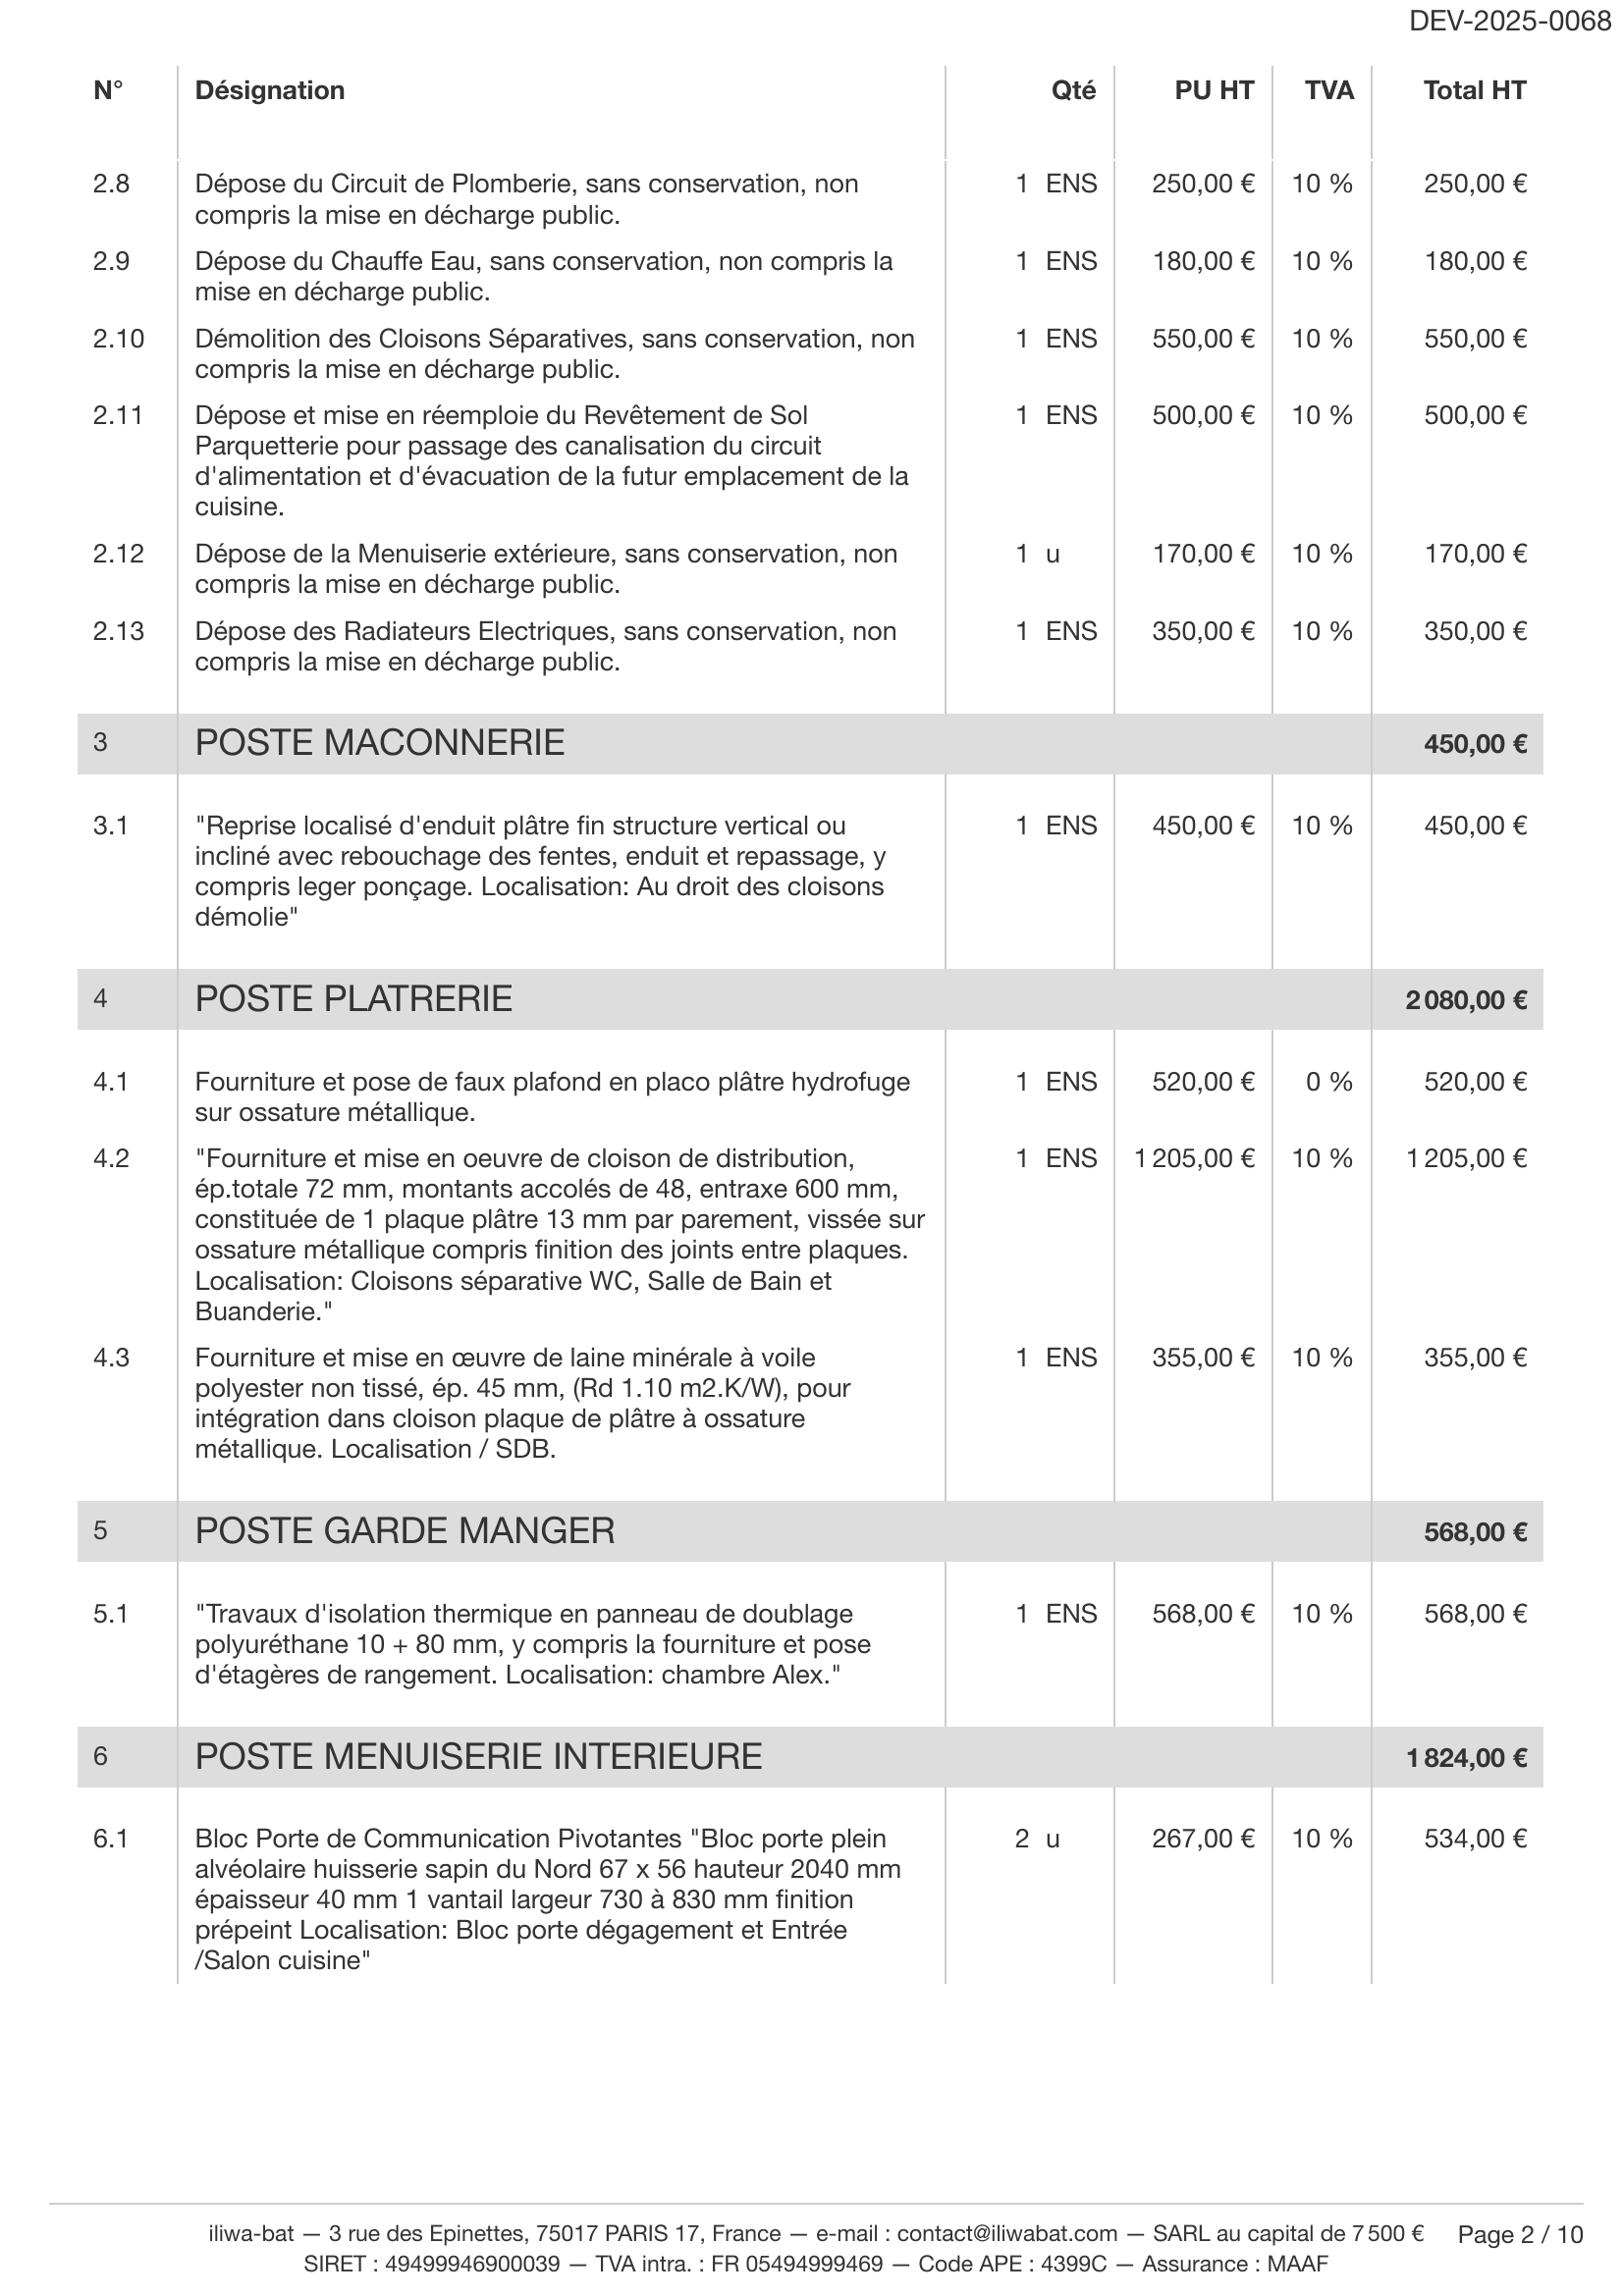 DEV-2025-0068
N° Désignation Qté PU HT TVA Total HT
2.8 Dépose du Circuit de Plomberie, sans conservation, non 1 ENS 250,00 € 10 % 250,00 €
compris la mise en décharge public.
2.9 Dépose du Chauffe Eau, sans conservation, non compris la 1 ENS 180,00 € 10 % 180,00 €
mise en décharge public.
2.10 Démolition des Cloisons Séparatives, sans conservation, non 1 ENS 550,00 € 10 % 550,00 €
compris la mise en décharge public.
2.11 Dépose et mise en réemploie du Revêtement de Sol 1 ENS 500,00 € 10 % 500,00 €
Parquetterie pour passage des canalisation du circuit
d'alimentation et d'évacuation de la futur emplacement de la
cuisine.
2.12 Dépose de la Menuiserie extérieure, sans conservation, non 1 u 170,00 € 10 % 170,00 €
compris la mise en décharge public.
2.13 Dépose des Radiateurs Electriques, sans conservation, non 1 ENS 350,00 € 10 % 350,00 €
compris la mise en décharge public.
3 POSTE MACONNERIE 450,00 €
3.1 "Reprise localisé d'enduit plâtre fin structure vertical ou 1 ENS 450,00 € 10 % 450,00 €
incliné avec rebouchage des fentes, enduit et repassage, y
compris leger ponçage. Localisation: Au droit des cloisons
démolie"
4 POSTE PLATRERIE 2 080,00 €
4.1 Fourniture et pose de faux plafond en placo plâtre hydrofuge 1 ENS 520,00 € 0 % 520,00 €
sur ossature métallique.
4.2 "Fourniture et mise en oeuvre de cloison de distribution, 1 ENS 1 205,00 € 10 % 1 205,00 €
ép.totale 72 mm, montants accolés de 48, entraxe 600 mm,
constituée de 1 plaque plâtre 13 mm par parement, vissée sur
ossature métallique compris finition des joints entre plaques.
Localisation: Cloisons séparative WC, Salle de Bain et
Buanderie."
4.3 Fourniture et mise en œuvre de laine minérale à voile 1 ENS 355,00 € 10 % 355,00 €
polyester non tissé, ép. 45 mm, (Rd 1.10 m2.K/W), pour
intégration dans cloison plaque de plâtre à ossature
métallique. Localisation / SDB.
5 POSTE GARDE MANGER 568,00 €
5.1 "Travaux d'isolation thermique en panneau de doublage 1 ENS 568,00 € 10 % 568,00 €
polyuréthane 10 + 80 mm, y compris la fourniture et pose
d'étagères de rangement. Localisation: chambre Alex."
6 POSTE MENUISERIE INTERIEURE 1 824,00 €
6.1 Bloc Porte de Communication Pivotantes "Bloc porte plein 2 u 267,00 € 10 % 534,00 €
alvéolaire huisserie sapin du Nord 67 x 56 hauteur 2040 mm
épaisseur 40 mm 1 vantail largeur 730 à 830 mm finition
prépeint Localisation: Bloc porte dégagement et Entrée
/Salon cuisine"
iliwa-bat — 3 rue des Epinettes, 75017 PARIS 17, France — e-mail : contact@iliwabat.com — SARL au capital de 7 500 € Page 2 / 10
SIRET : 49499946900039 — TVA intra. : FR 05494999469 — Code APE : 4399C — Assurance : MAAF